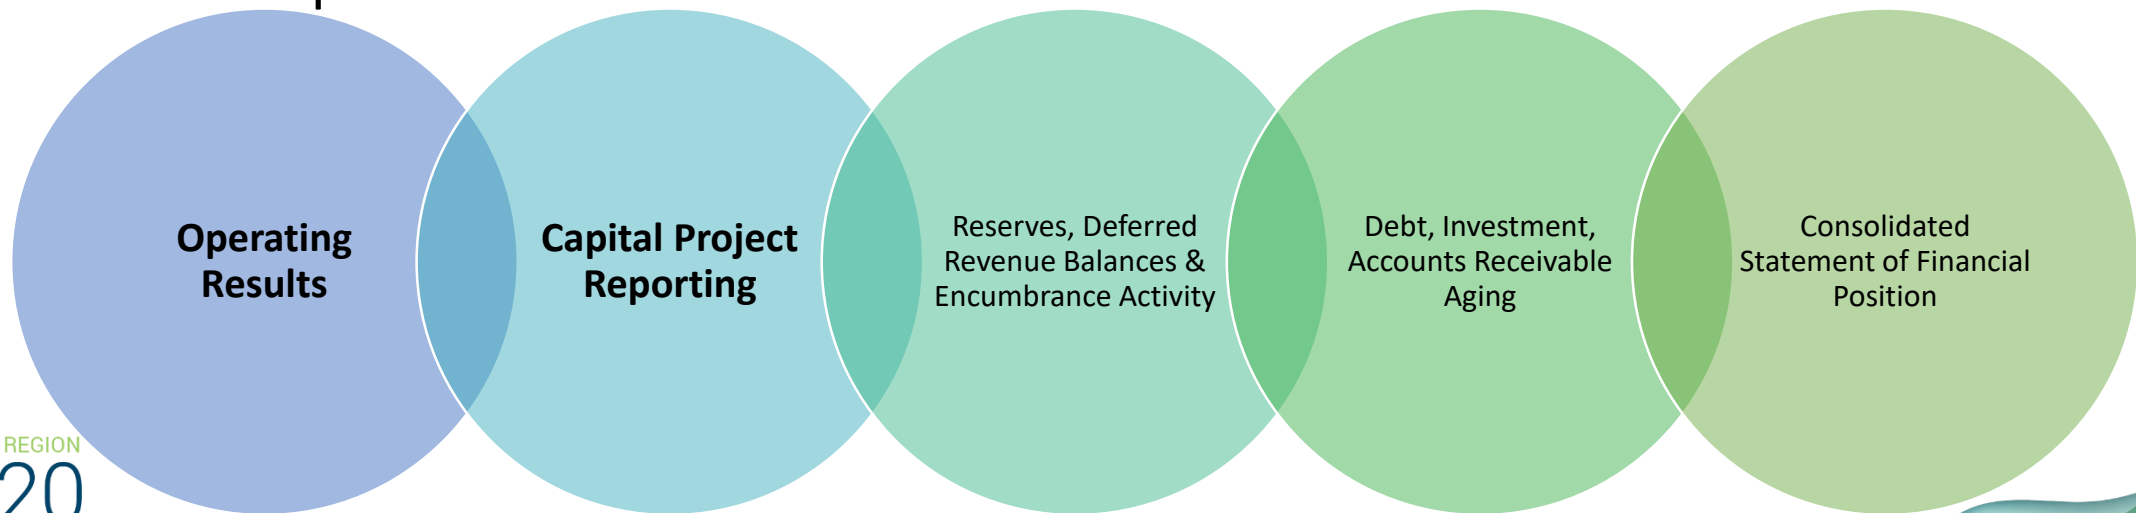 Operating
Results
Capital Project
Reporting
Reserves, Deferred
Revenue Balances &
Encumbrance Activity
Debt, Investment,
Accounts Receivable
Aging
Consolidated
Statement of Financial
Position
REGION
20